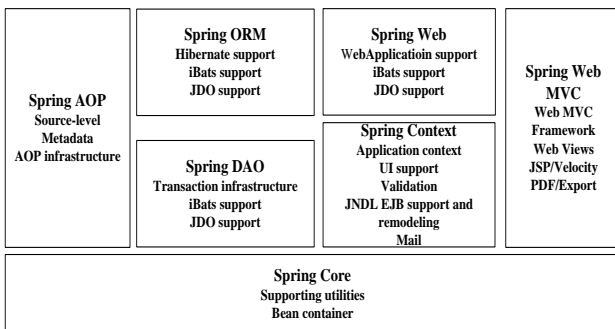 Spring AOP
Source-level
Metadata
AOP infrastructure
Spring ORM
Hibernate support
iBats support
JDO support
Spring DAO
Transaction infrastructure
iBats support
JDO support
Spring Web
WebApplicatioin support
iBats support
JDO support
Spring Context
Application context
UI support
Validation
JNDL EJB support and
remodeling
Mail
Spring Web
MVC
Web MVC
Framework
Web Views
JSP/Velocity
PDF/Export
Spring Core
Supporting utilities
Bean container